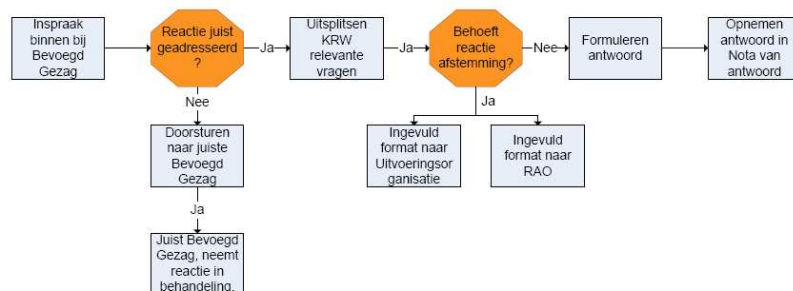 Inspraak
binnen bij
Bevoegd
Gezag
Reactie juist
geadresseerd
?
Ja
Uitsplitsen
KRW
relevante
vragen
Ja
Behoeft
reactie
afstemming?
Nee
Formuleren
antwoord
Opnemen
antwoord in
Nota van
antwoord
Nee
Ja
Doorsturen
naar juiste
Bevoegd
Gezag
Ingevuld
format naar
Uitvoeringsor
ganisatie
Ingevuld
format naar
RAO
Ja
Juist Bevoegd
Gezag, neemt
reactie in
behandeling.